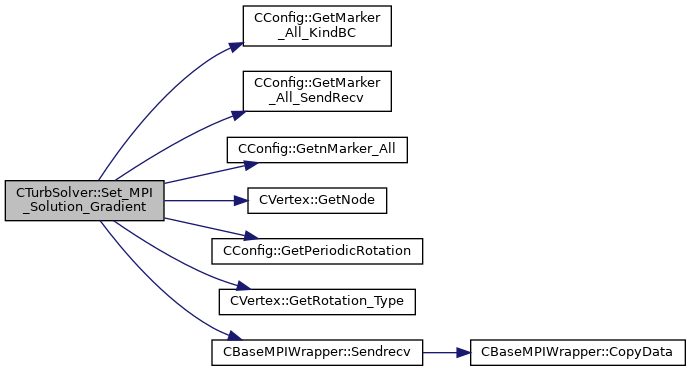 CTurbSolver::Set_MPI
_Solution_Gradient
CConfig::GetMarker
_All_KindBC
CConfig::GetMarker
_All_SendRecv
CConfig::GetnMarker_All
CVertex::GetNode
CConfig::GetPeriodicRotation
CVertex::GetRotation_Type
CBaseMPIWrapper::Sendrecv
CBaseMPIWrapper::CopyData